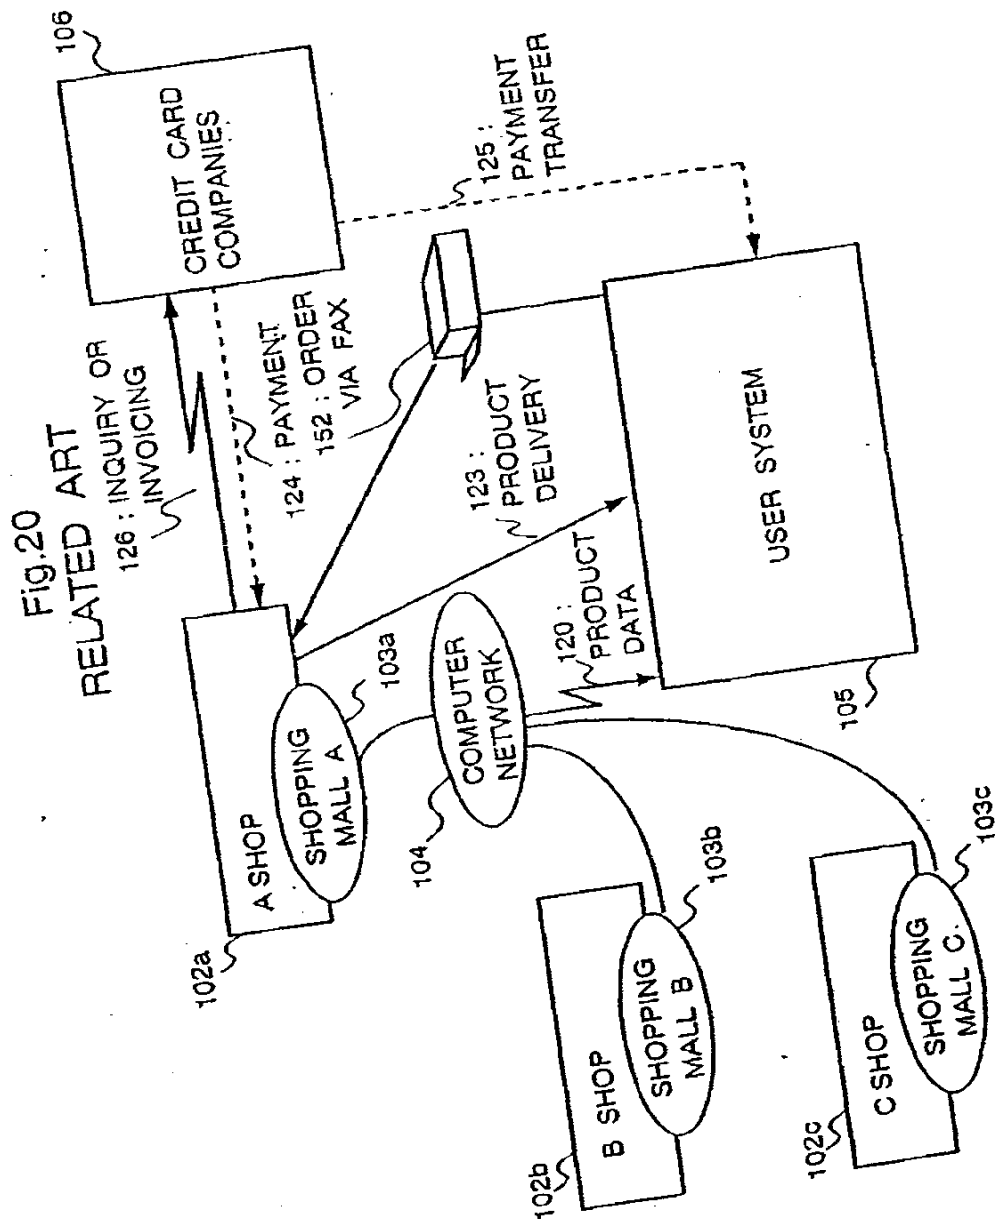 Fig.20
RELATED ART
106
CREDIT CARD
COMPANIES
126 : INQUIRY OR
INVOICING
124 : PAYMENT
152 : ORDER
VIA FAX
125 :
PAYMENT
TRANSFER
102a
A SHOP
SHOPPING
MALL A
103a
123 :
PRODUCT
DELIVERY
104
COMPUTER
NETWORK
120 :
PRODUCT
DATA
USER SYSTEM
105
102b
B SHOP
SHOPPING
MALL B
103b
102c
C SHOP
SHOPPING
MALL C.
103c